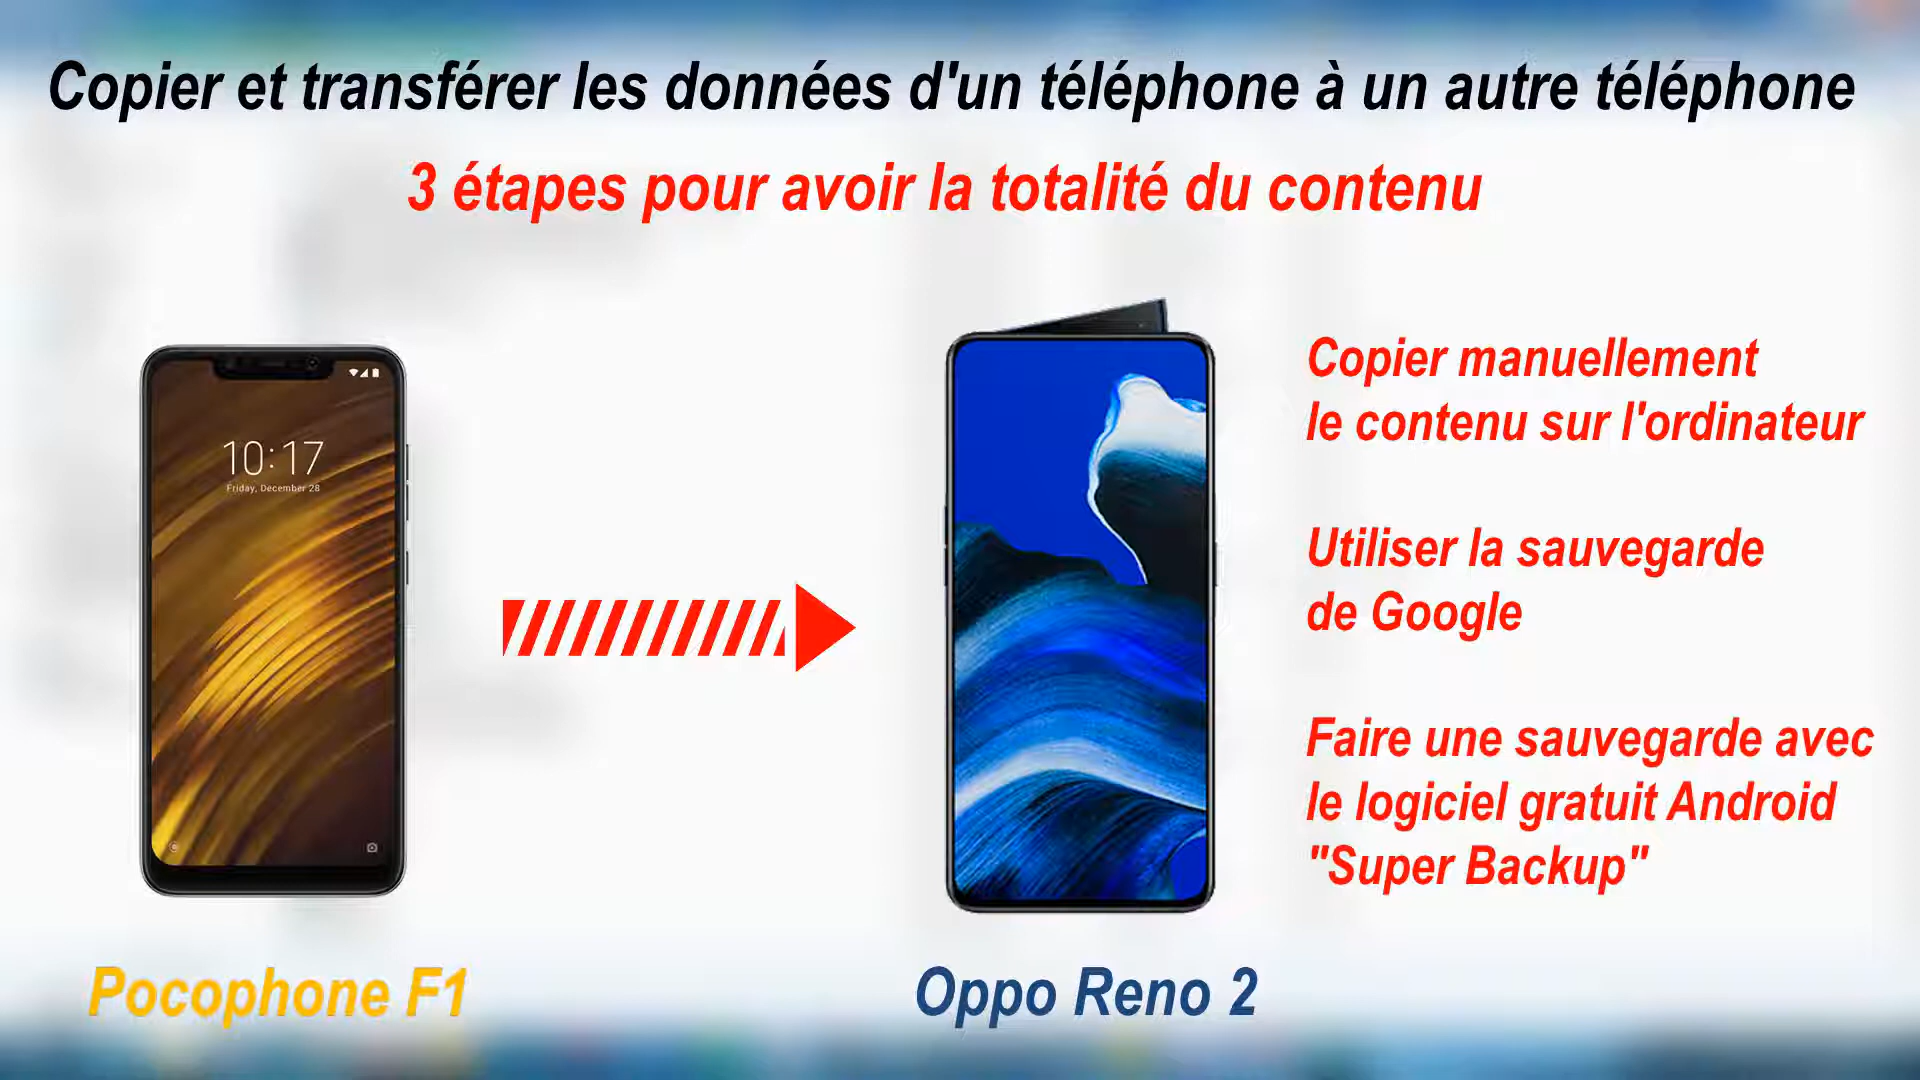 Copier et transférer les données d'un téléphone à un autre téléphone
3 étapes pour avoir la totalité du contenu
10:17
Friday, December 28
Copier manuellement
le contenu sur l'ordinateur
Utiliser la sauvegarde
de Google
Faire une sauvegarde avec
le logiciel gratuit Android
"Super Backup"
Pocophone F1
Oppo Reno 2